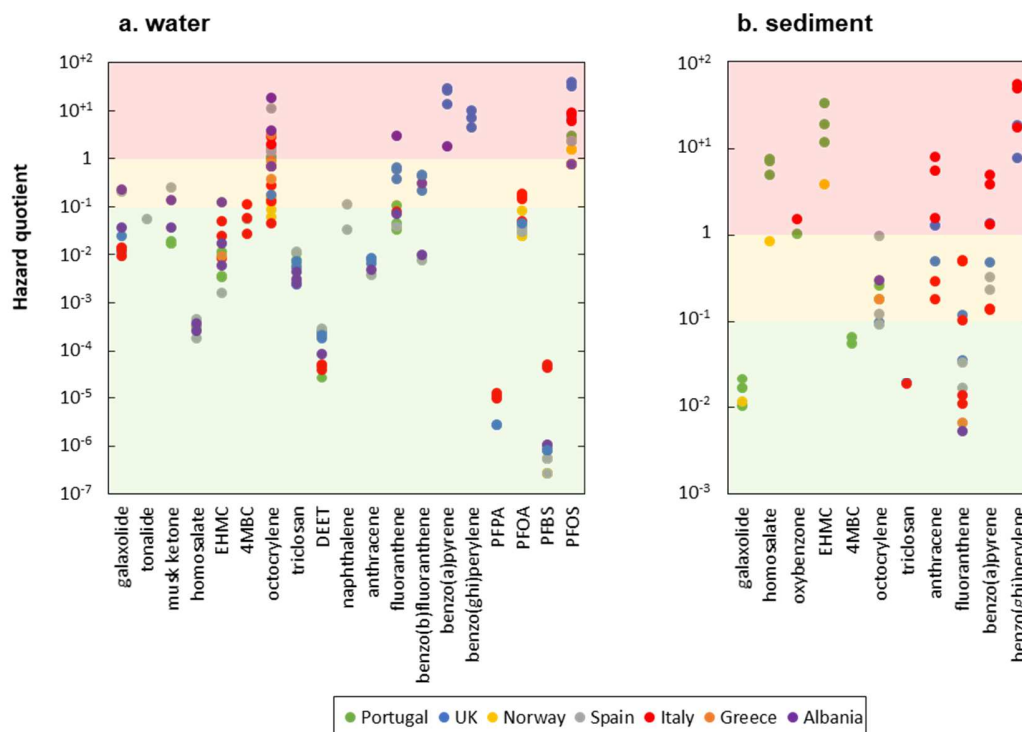 a. water
b. sediment
Hazard quotient
10+2
10+1
1
10-1
10-2
10-3
10-4
10-5
10-6
10-7
galaxolide
tonalide
musk ketone
homosalate
EHMC
4MBC
octocrylene
triclosan
DEET
naphthalene
anthracene
fluoranthene
benzo(b)fluoranthene
benzo(a)pyrene
benzo(ghi)perylene
PFPA
PFOA
PFBS
PFOS
10+2
10+1
1
10-1
10-2
10-3
galaxolide
homosalate
oxybenzone
EHMC
4MBC
octocrylene
triclosan
anthracene
fluoranthene
benzo(a)pyrene
benzo(ghi)perylene
Portugal UK Norway Spain Italy Greece Albania